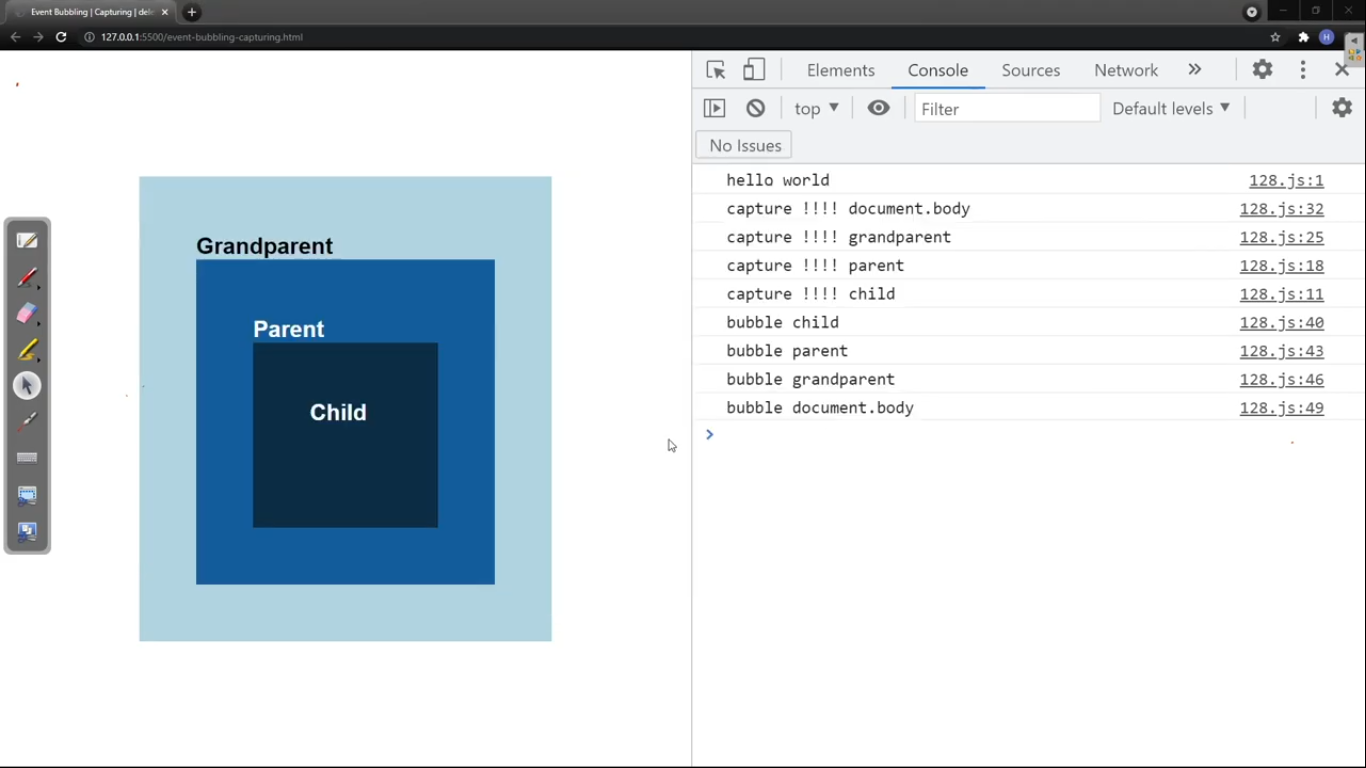 Event Bubbling | Capturing | dele
127.0.0.1:5500/event-bubbling-capturing.html
H
Elements Console Sources Network
top Filter Default levels
No Issues
hello world 128.js:1
capture !!!! document.body 128.js:32
capture !!!! grandparent 128.js:25
capture !!!! parent 128.js:18
capture !!!! child 128.js:11
bubble child 128.js:40
bubble parent 128.js:43
bubble grandparent 128.js:46
bubble document.body 128.js:49
Grandparent
Parent
Child